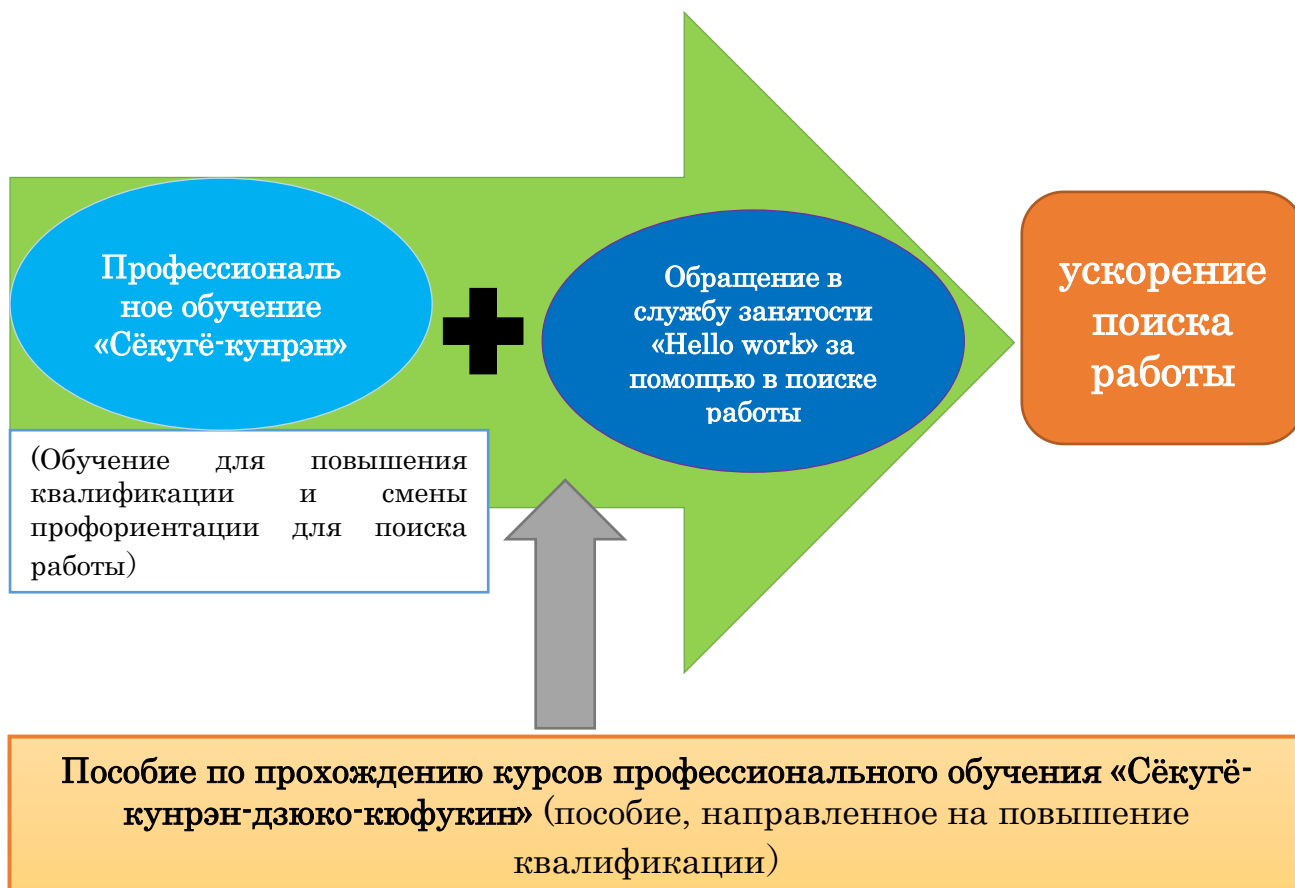 Профессиональ
ное обучение
«Сёкугё-кунрэн»
(Обучение для повышения
квалификации и смены
профориентации для поиска
работы)
Обращение в
службу занятости
«Hello work» за
помощью в поиске
работы
ускорение
поиска
работы
Пособие по прохождению курсов профессионального обучения «Сёкугё-
кунрэн-дзюко-кюфукин» (пособие, направленное на повышение
квалификации)